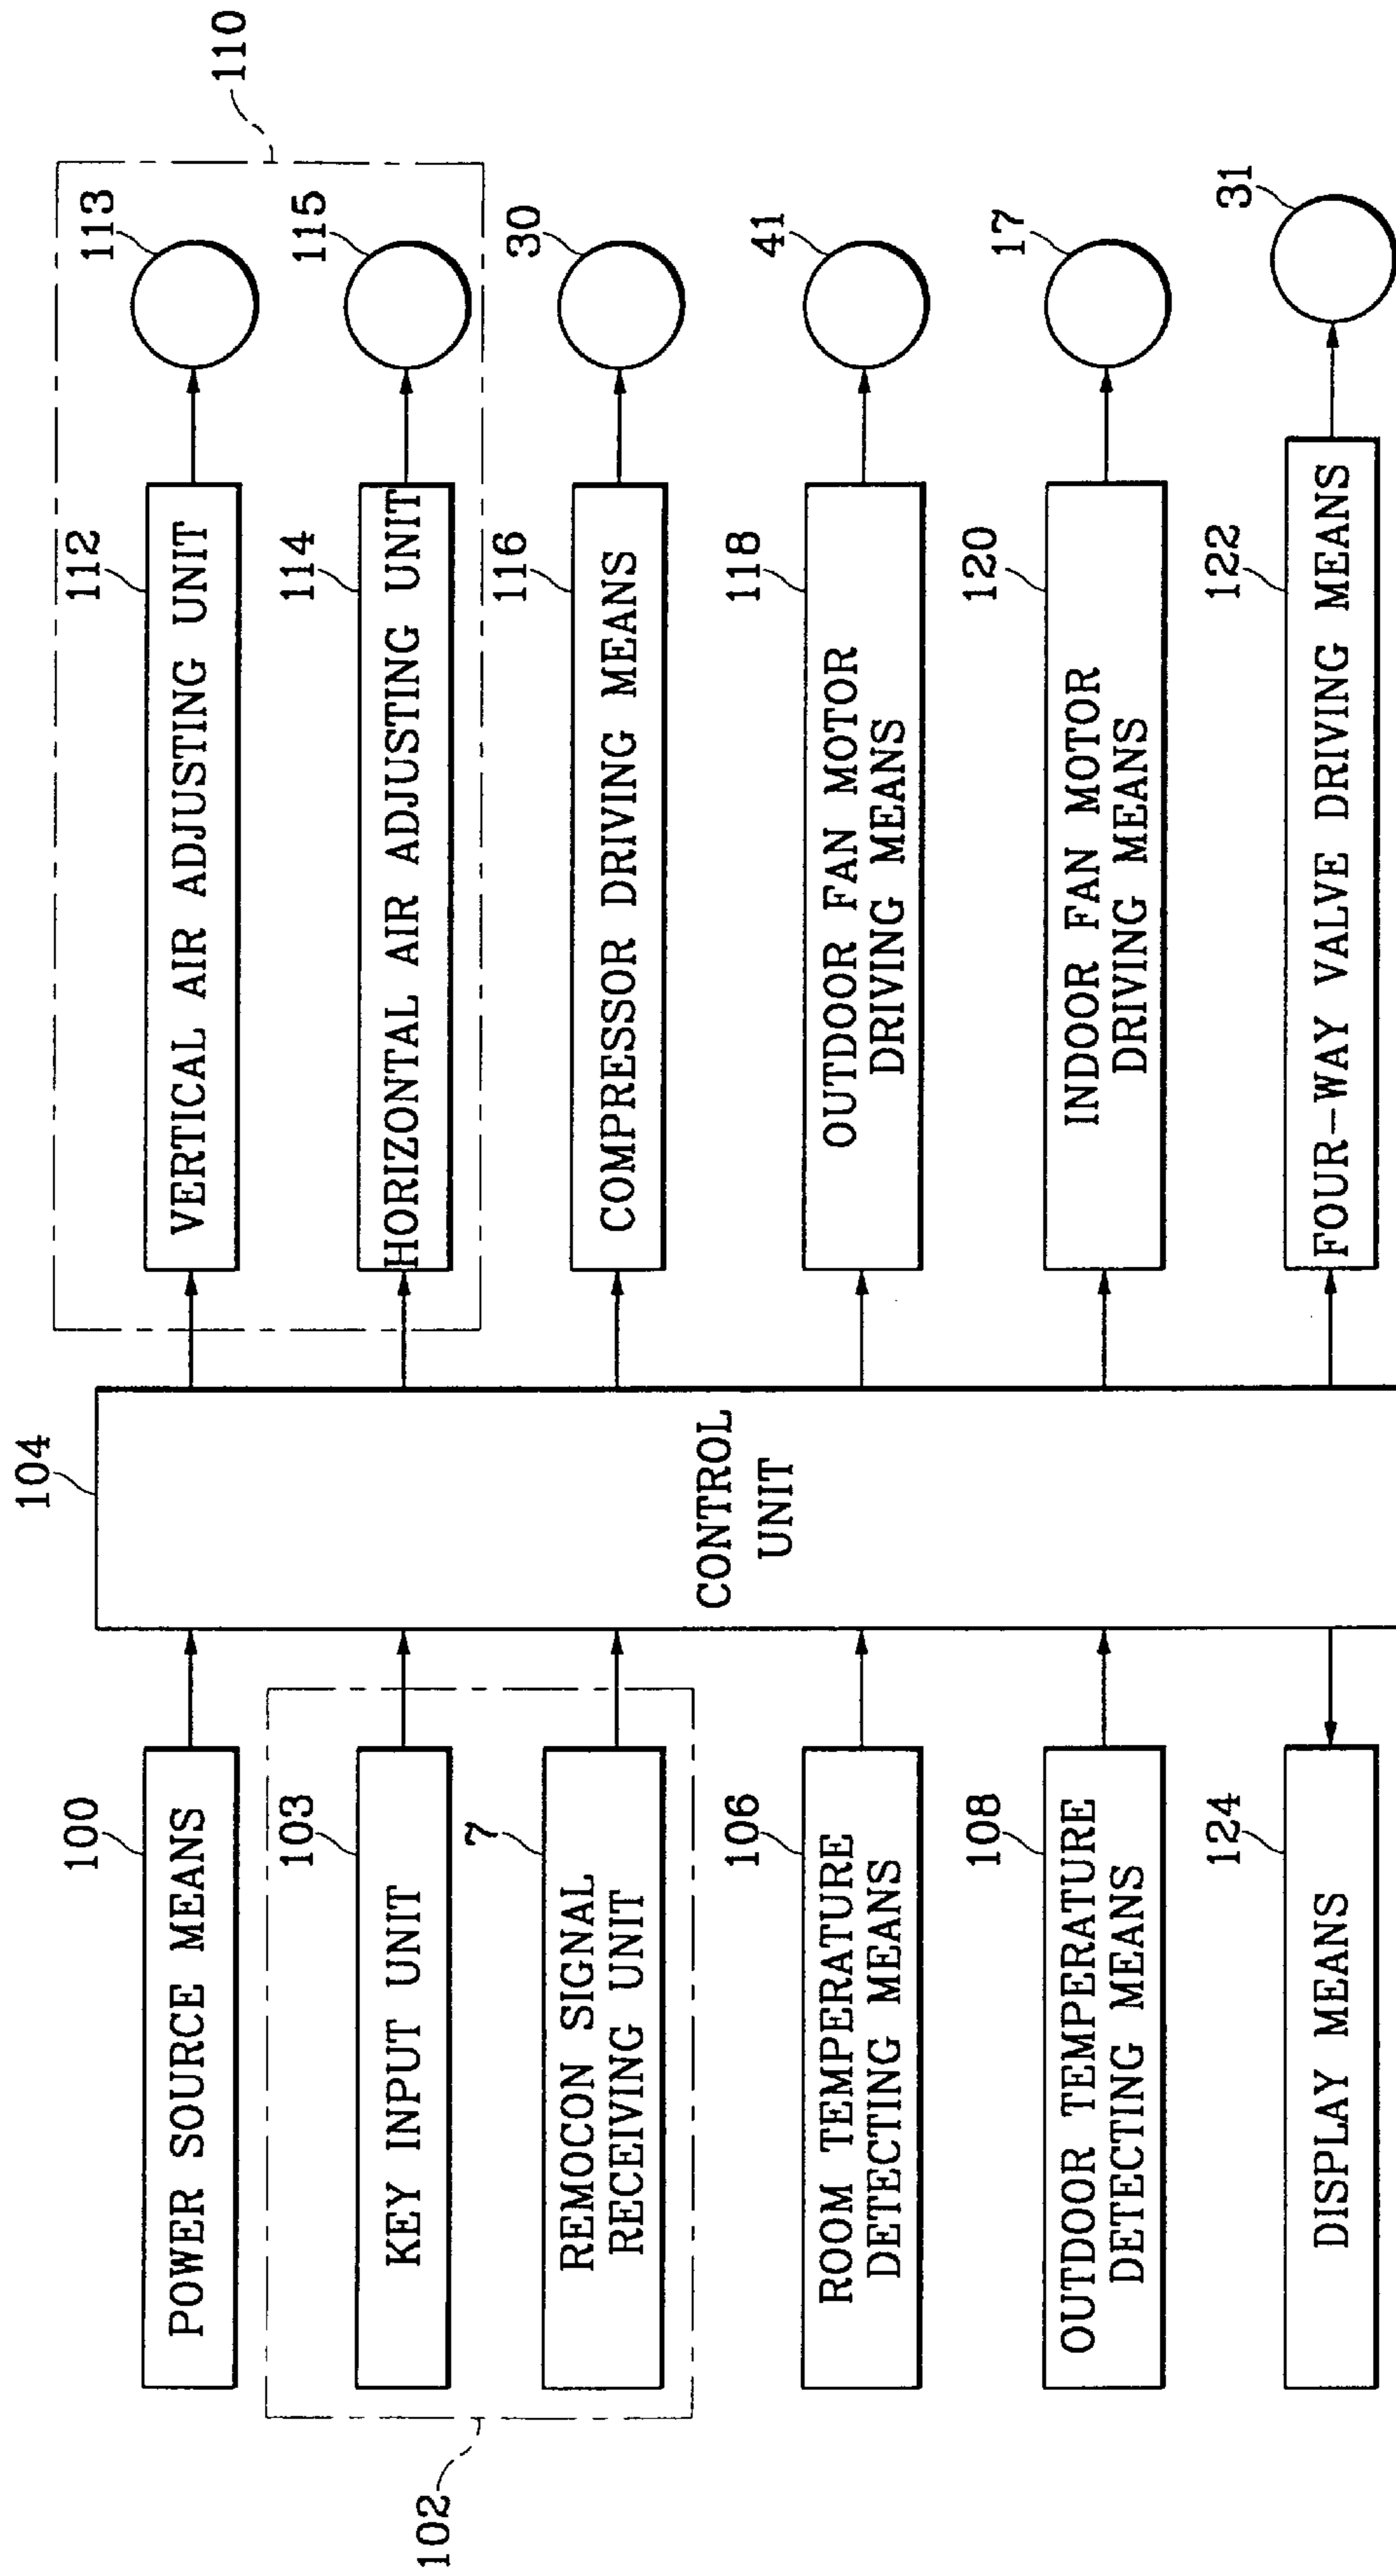 100
POWER SOURCE MEANS
102
103
KEY INPUT UNIT
7
REMOCON SIGNAL
RECEIVING UNIT
106
ROOM TEMPERATURE
DETECTING MEANS
108
OUTDOOR TEMPERATURE
DETECTING MEANS
124
DISPLAY MEANS
104
CONTROL
UNIT
110
112
VERTICAL AIR ADJUSTING UNIT
113
114
HORIZONTAL AIR ADJUSTING UNIT
115
116
COMPRESSOR DRIVING MEANS
30
118
OUTDOOR FAN MOTOR
DRIVING MEANS
41
120
INDOOR FAN MOTOR
DRIVING MEANS
17
122
FOUR-WAY VALVE DRIVING MEANS
31